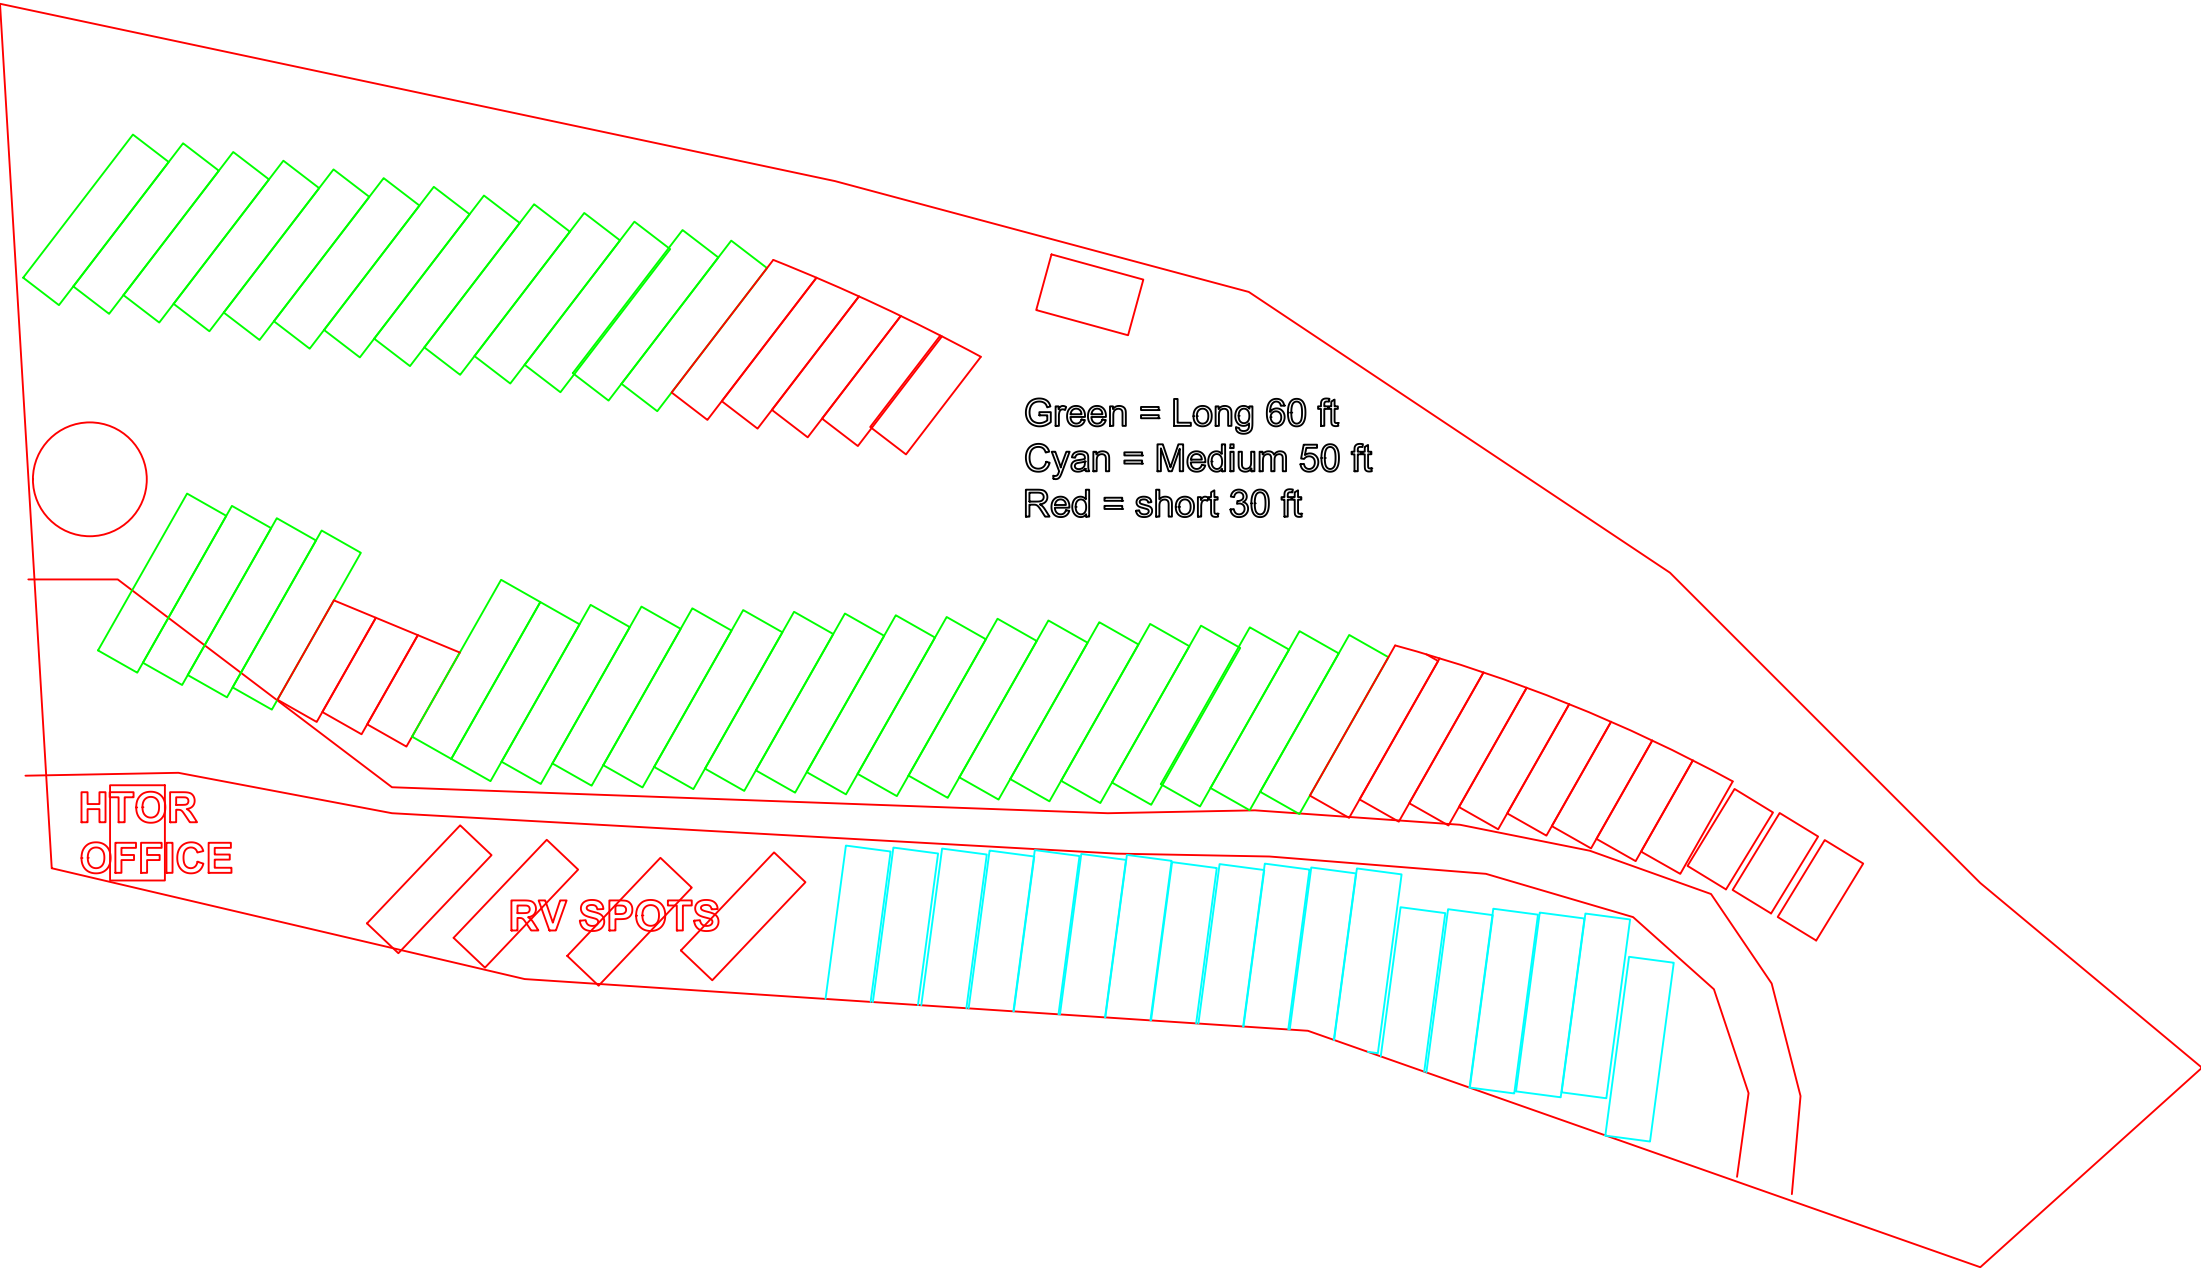 Green = Long 60 ft
Cyan = Medium 50 ft
Red = short 30 ft
HTOR
OFFICE
RV SPOTS